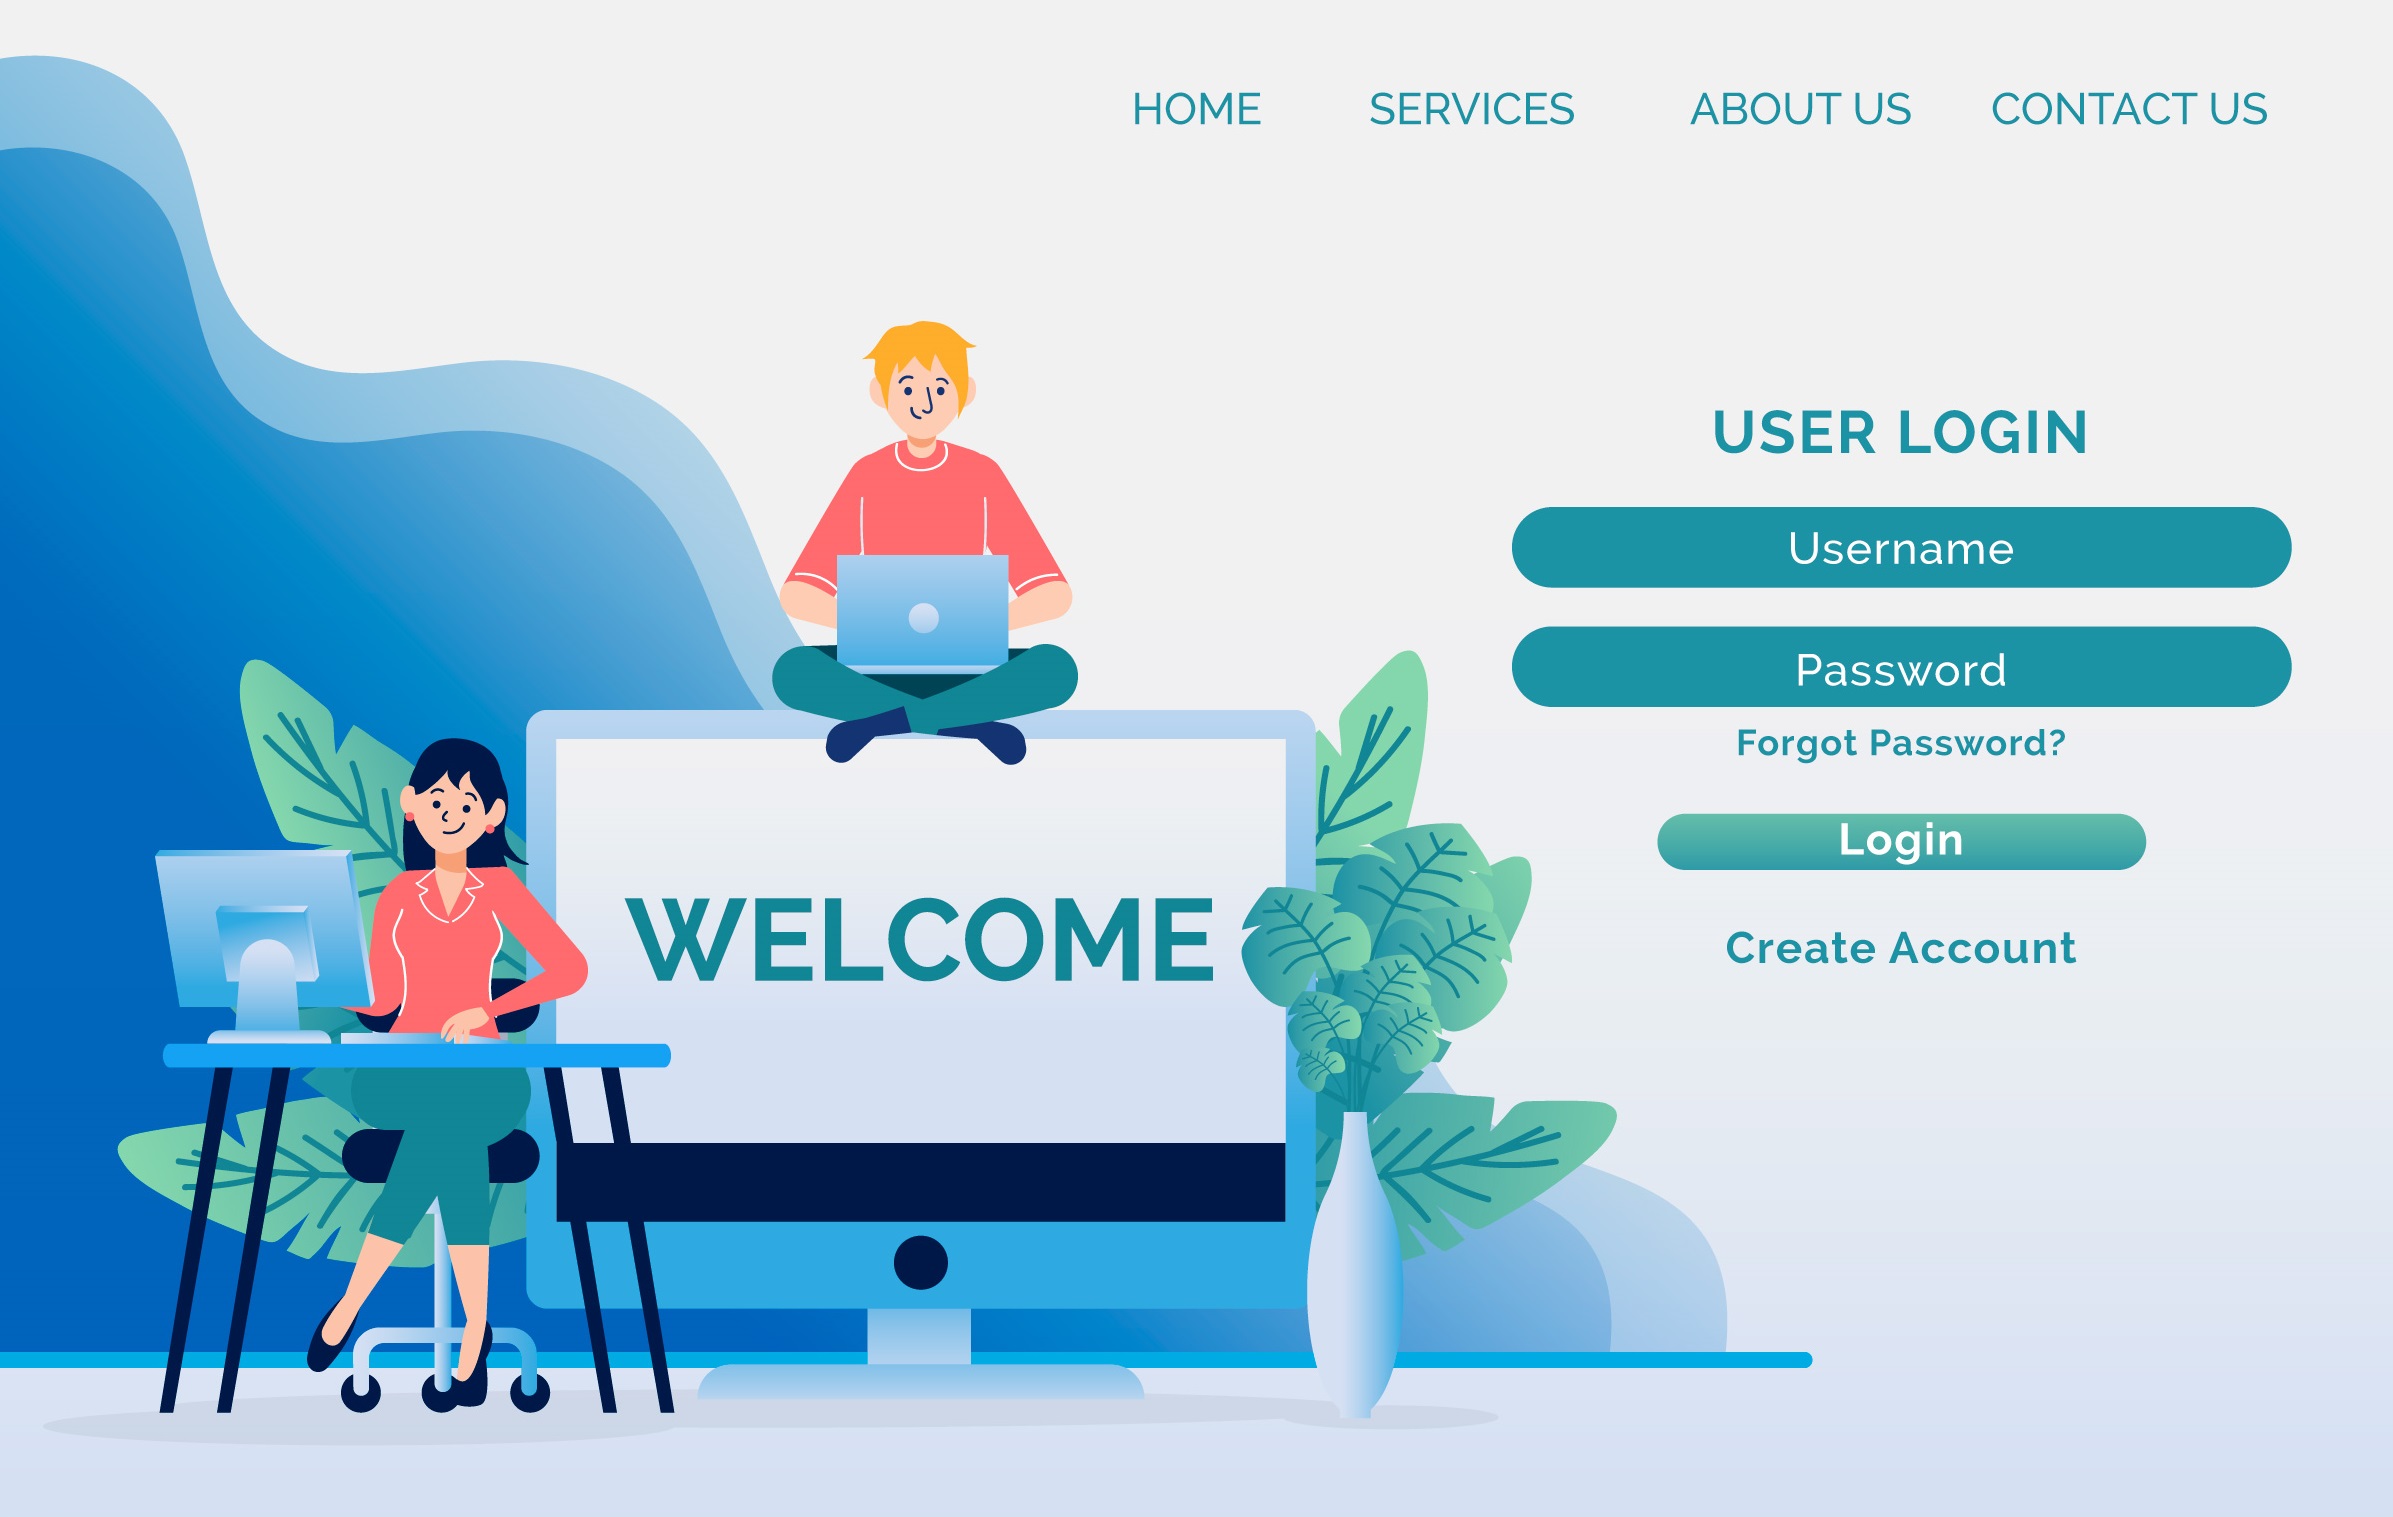 HOME SERVICES ABOUT US CONTACT US
USER LOGIN
Username
Password
Forgot Password?
Login
Create Account
WELCOME